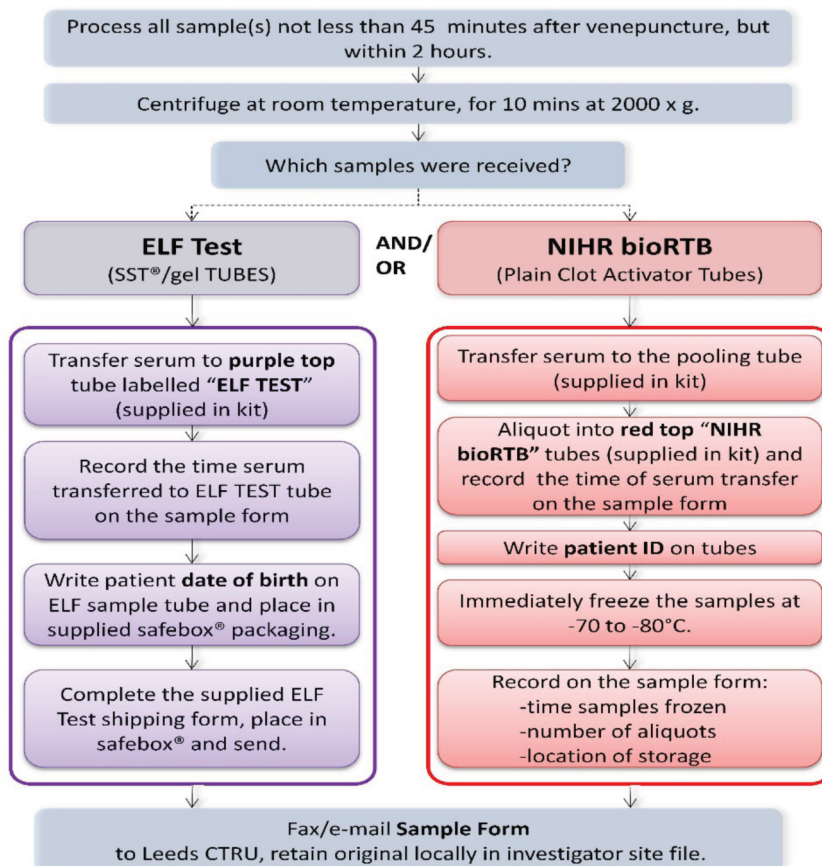 Process all sample(s) not less than 45 minutes after venepuncture, but
within 2 hours.
Centrifuge at room temperature, for 10 mins at 2000 x g.
Which samples were received?
ELF Test
(SST®/gel TUBES)
AND/
OR
NIHR bioRTB
(Plain Clot Activator Tubes)
Transfer serum to purple top
tube labelled “ELF TEST”
(supplied in kit)
Record the time serum
transferred to ELF TEST tube
on the sample form
Write patient date of birth on
ELF sample tube and place in
supplied safebox® packaging.
Complete the supplied ELF
Test shipping form, place in
safebox® and send.
Transfer serum to the pooling tube
(supplied in kit)
Aliquot into red top “NIHR
bioRTB” tubes (supplied in kit) and
record the time of serum transfer
on the sample form
Write patient ID on tubes
Immediately freeze the samples at
-70 to -80°C.
Record on the sample form:
-time samples frozen
-number of aliquots
-location of storage
Fax/e-mail Sample Form
to Leeds CTRU, retain original locally in investigator site file.